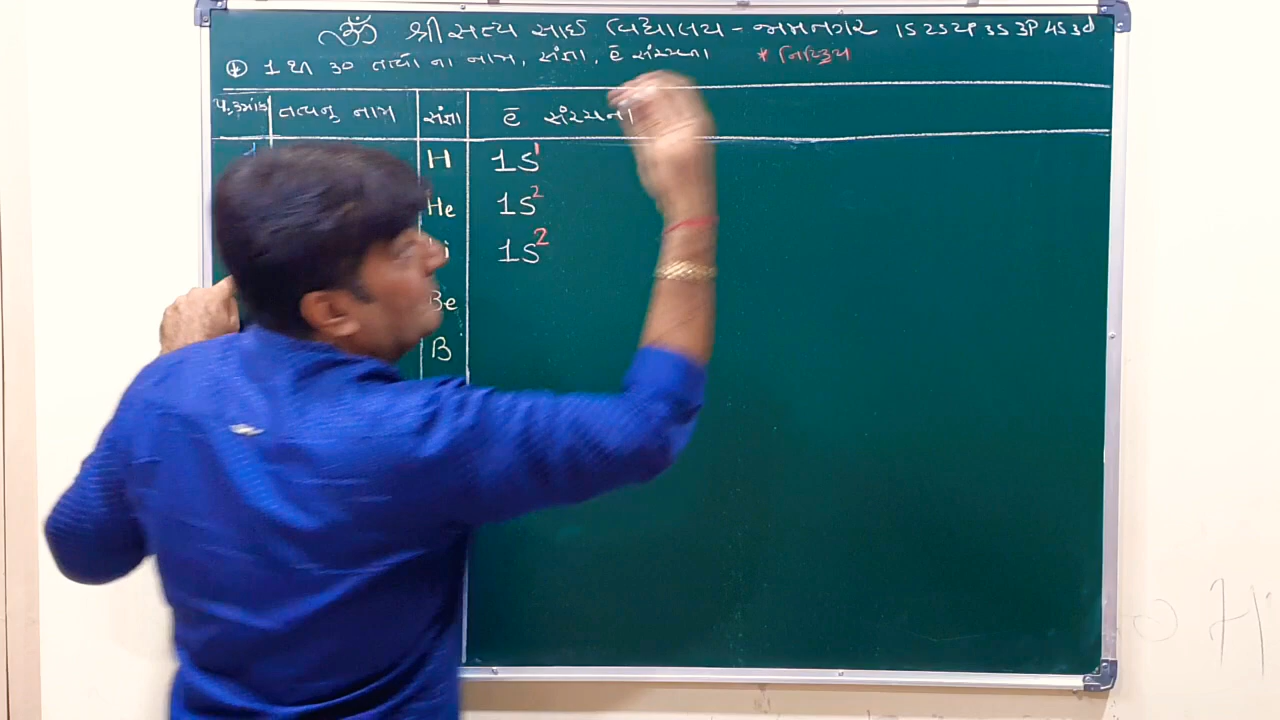 ૐ શ્રી સત્ય સાઈ વિદ્યાલય - જામનગર 1S 2S 2P 3S 3P 4S 3d
1 થી 30 તત્વો ના નામ, સંજ્ઞા, ē સંરચના * નિષ્ક્રિય
પ.ક્રમાંક તત્વનુ નામ સંજ્ઞા ē સંરચના
H 1S¹
He 1S²
i 1S²
Be
B